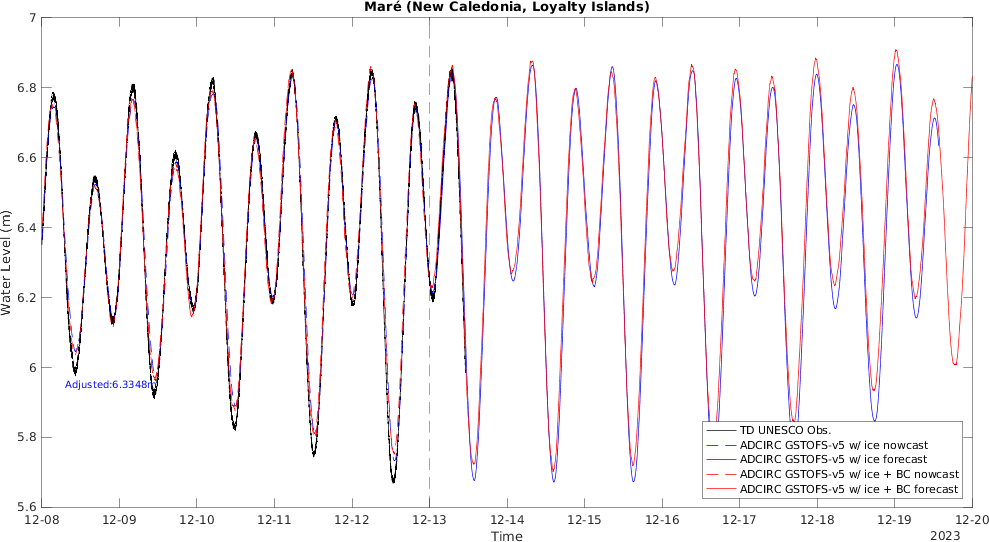 Maré (New Caledonia, Loyalty Islands)
7
6.8
6.6
6.4
6.2
6
5.8
5.6
Water Level (m)
Adjusted:6.3348m
TD UNESCO Obs.
ADCIRC GSTOFS-v5 w/ ice nowcast
ADCIRC GSTOFS-v5 w/ ice forecast
ADCIRC GSTOFS-v5 w/ ice + BC nowcast
ADCIRC GSTOFS-v5 w/ ice + BC forecast
12-08 12-09 12-10 12-11 12-12 12-13 12-14 12-15 12-16 12-17 12-18 12-19 12-20
Time
2023